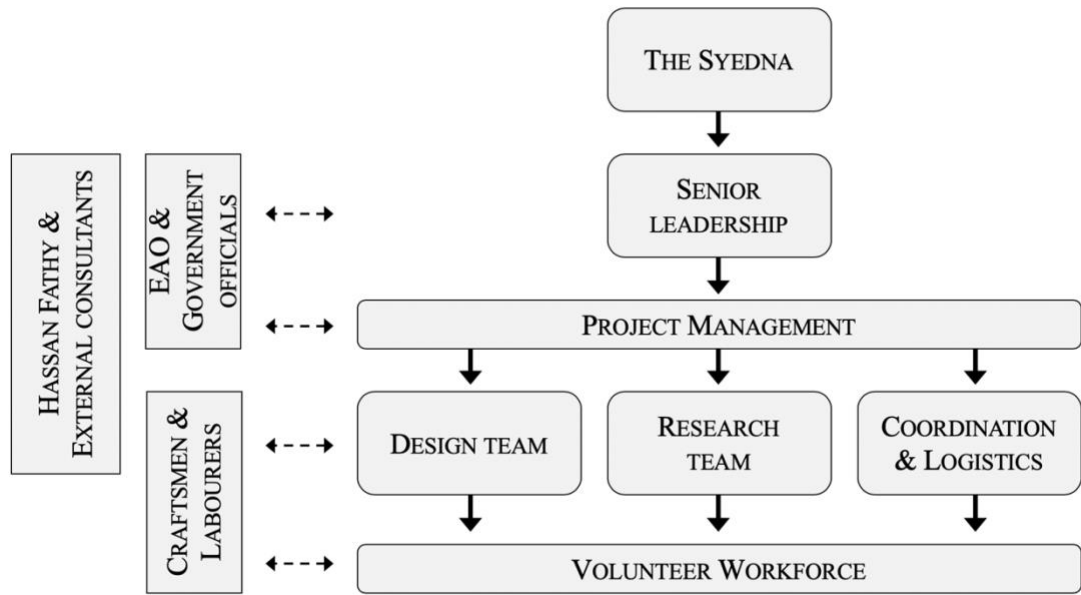 THE SYEDNA
HASSAN FATHY &
EXTERNAL CONSULTANTS
EAO &
GOVERNMENT
OFFICIALS
SENIOR
LEADERSHIP
PROJECT MANAGEMENT
CRAFTSMEN &
LABOURERS
DESIGN TEAM
RESEARCH
TEAM
COORDINATION
& LOGISTICS
VOLUNTEER WORKFORCE